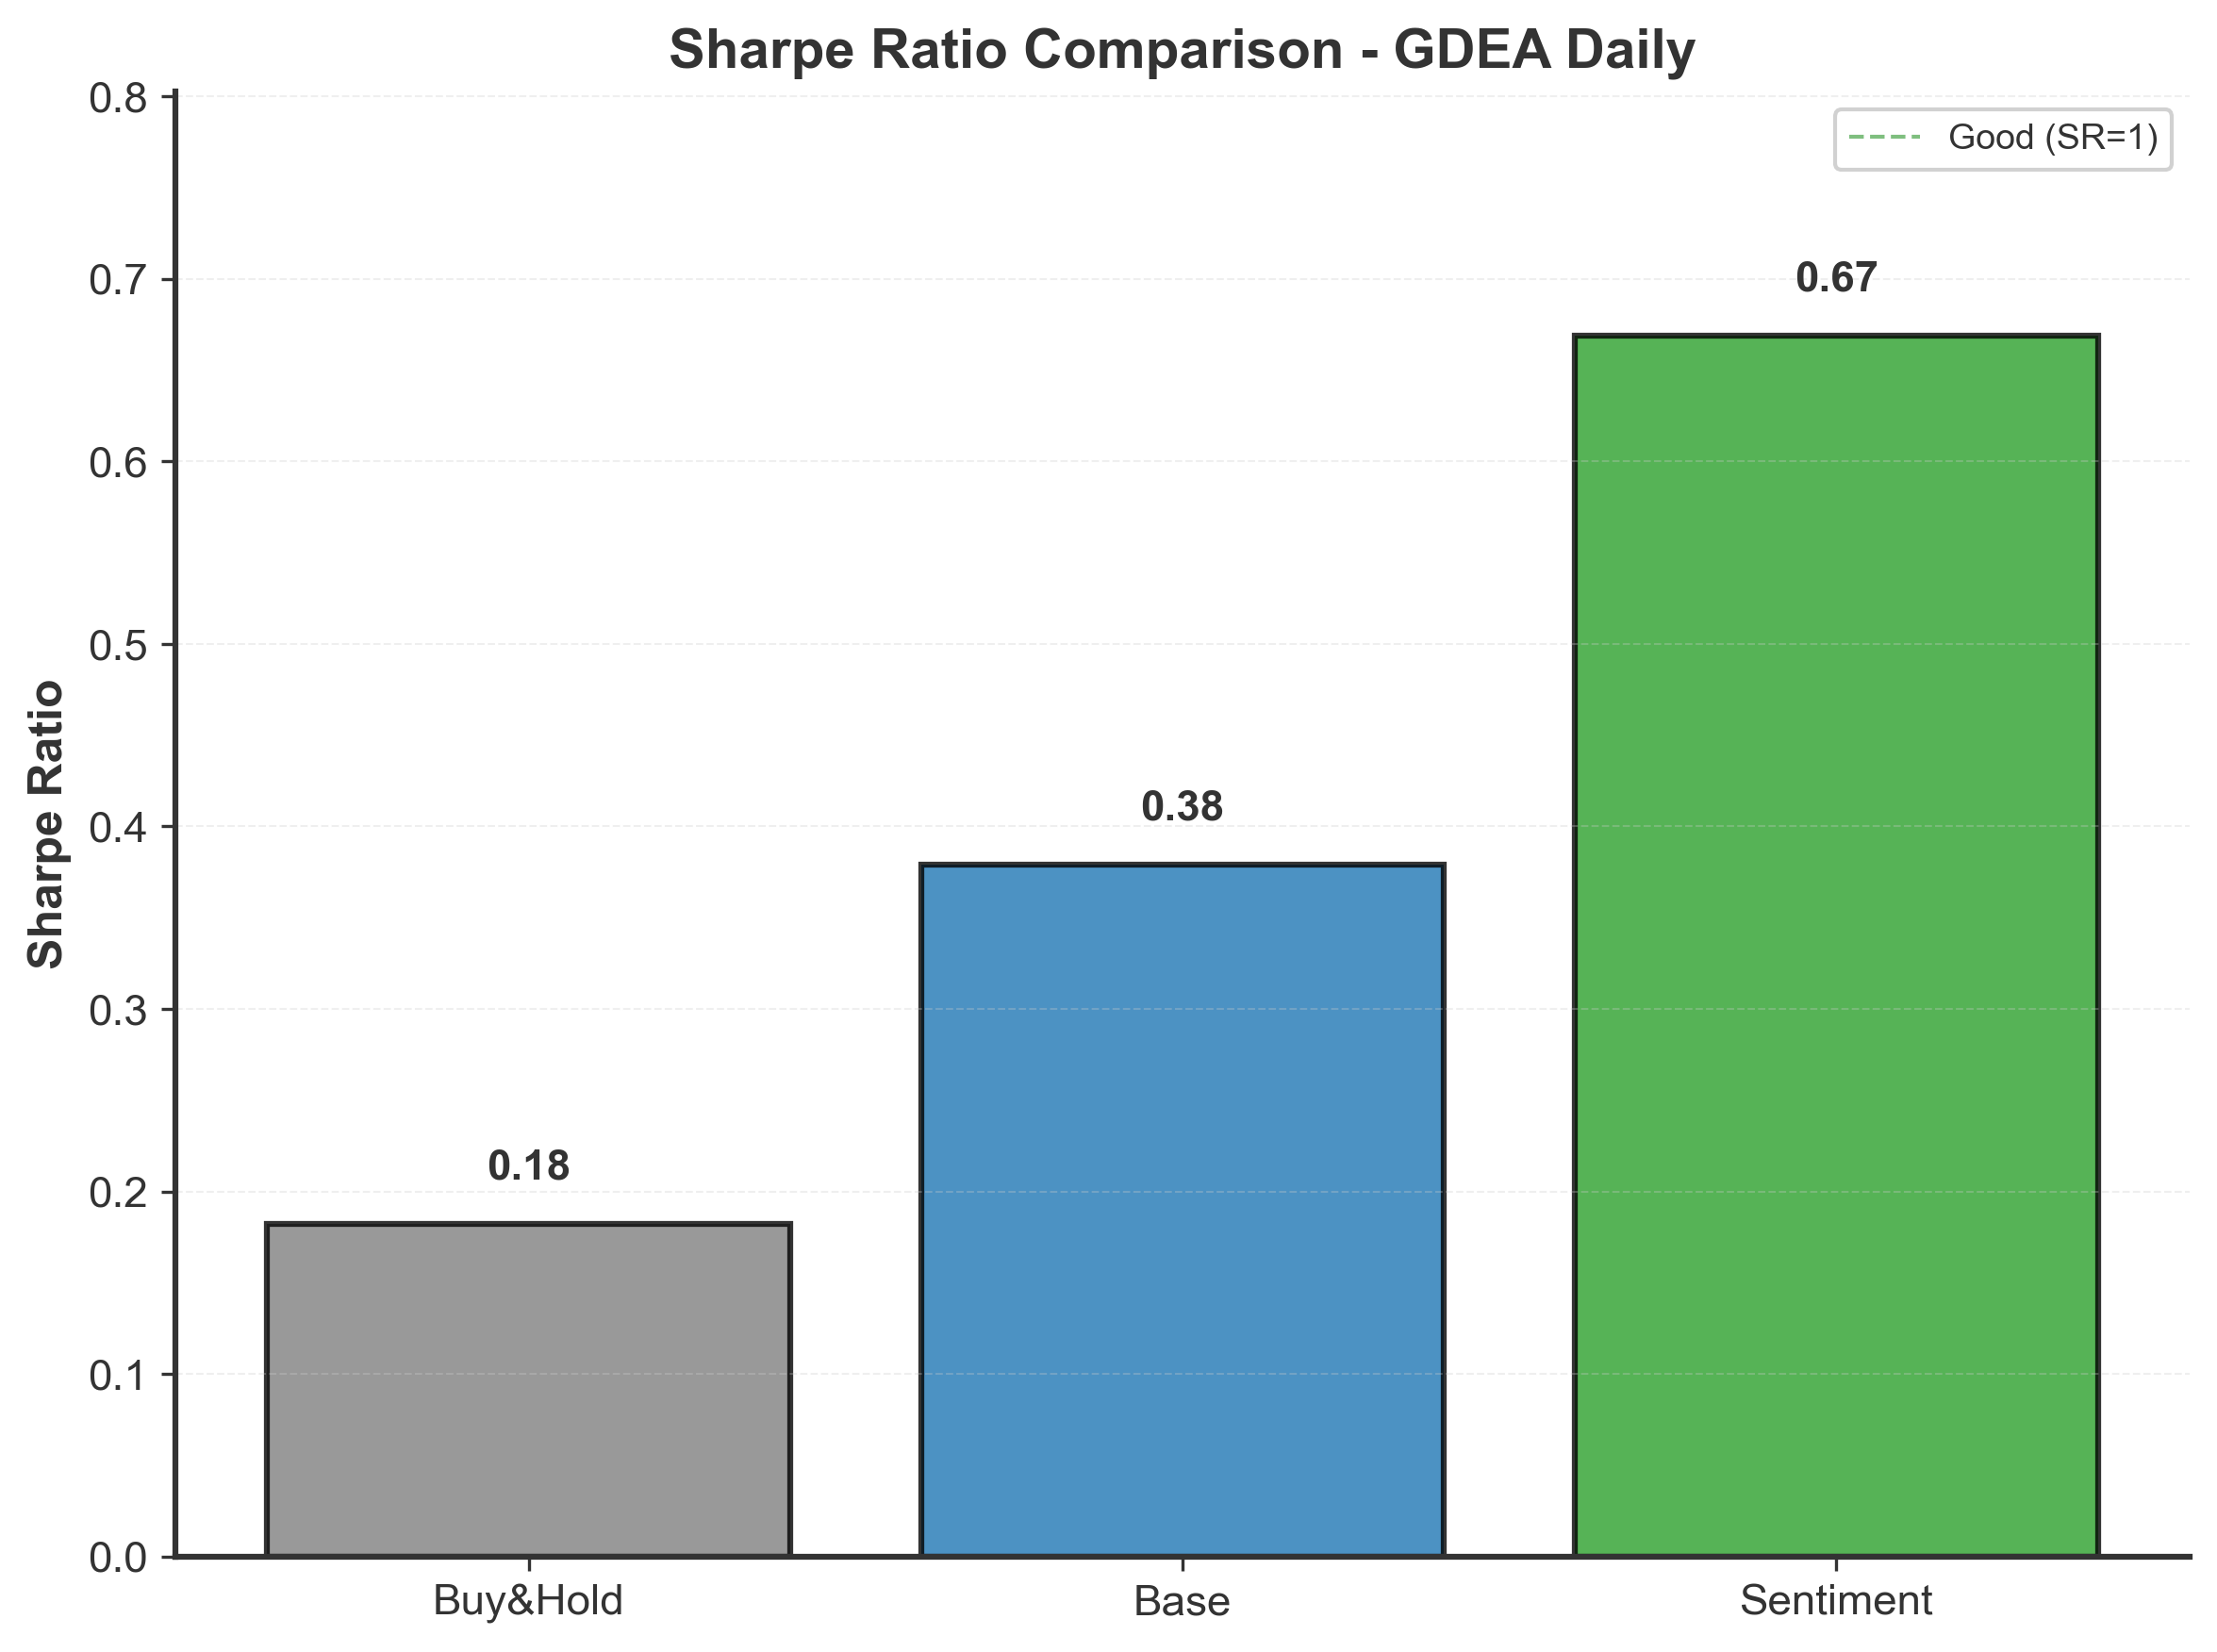 Sharpe Ratio Comparison - GDEA Daily
Good (SR=1)
Sharpe Ratio
0.8
0.7
0.6
0.5
0.4
0.3
0.2
0.1
0.0
0.18
0.38
0.67
Buy&Hold
Base
Sentiment